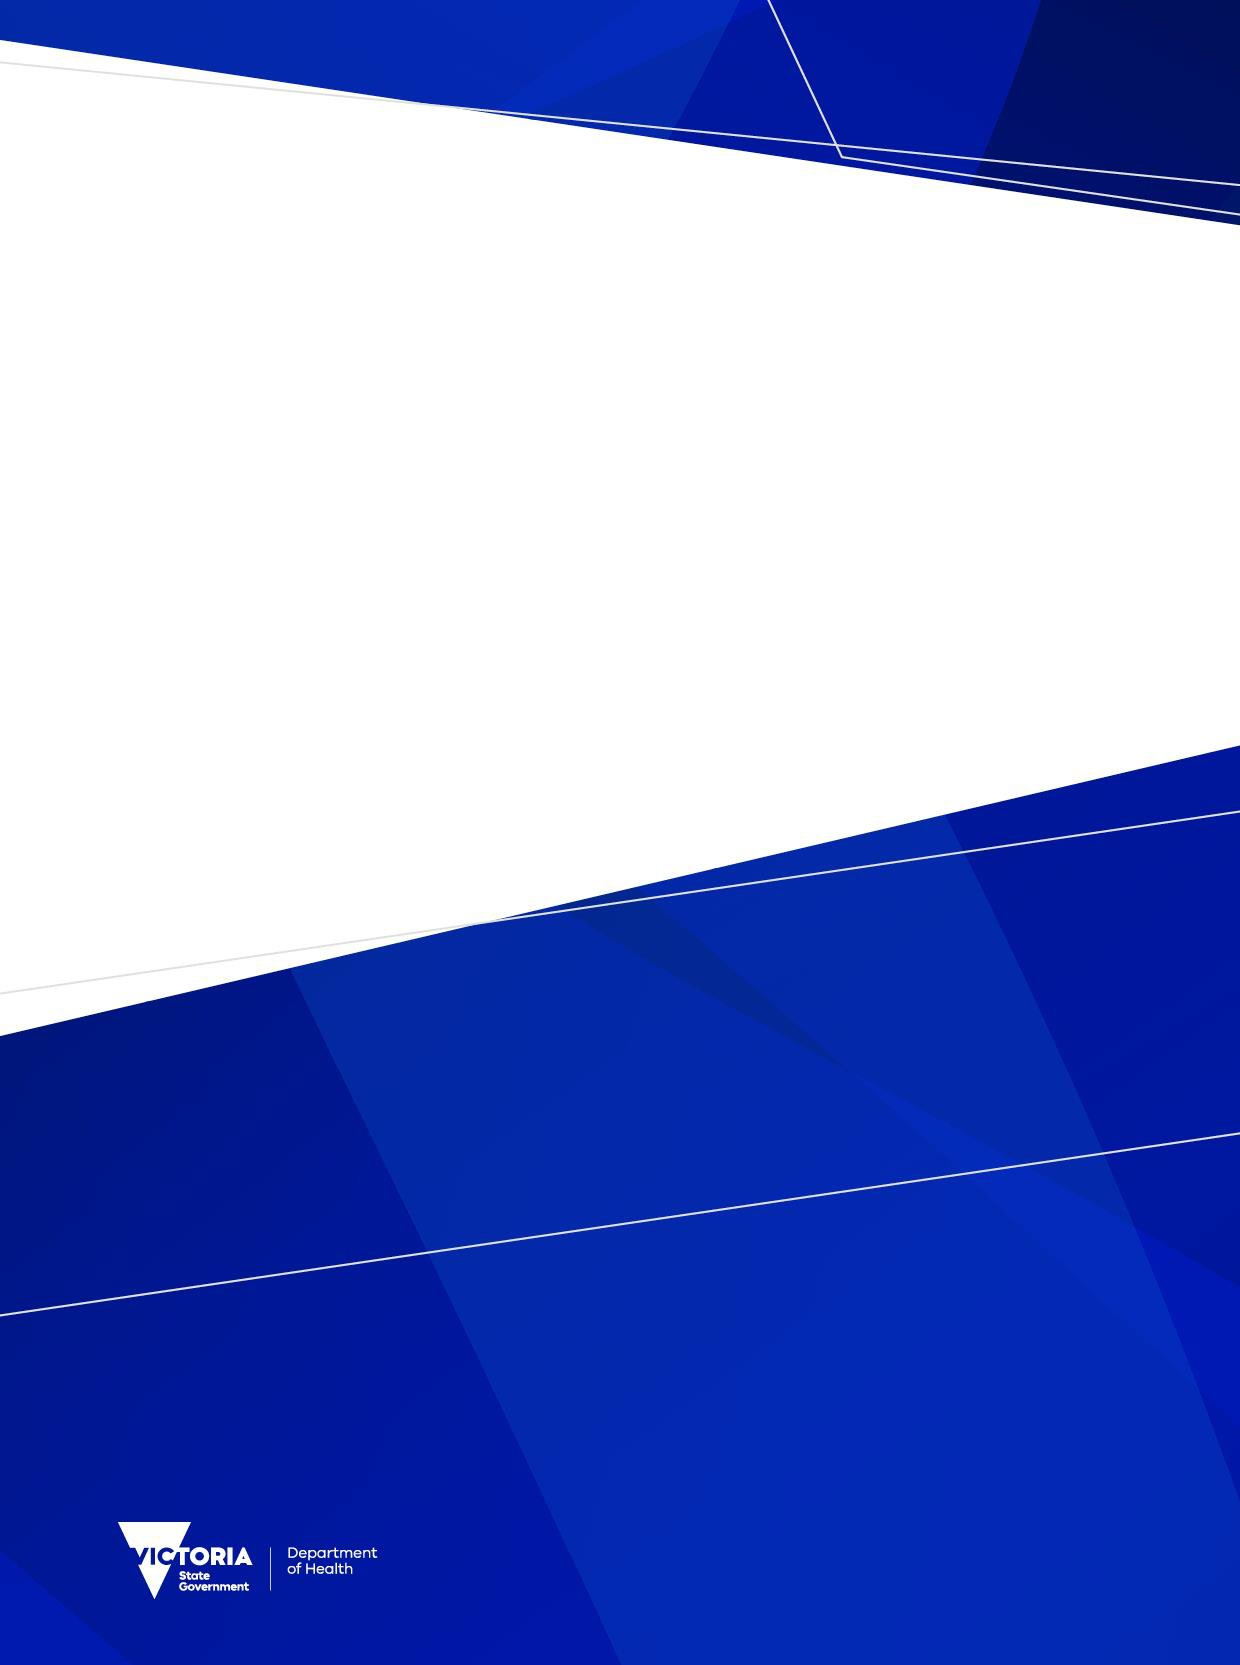 VICTORIA
State
Government
Department
of Health